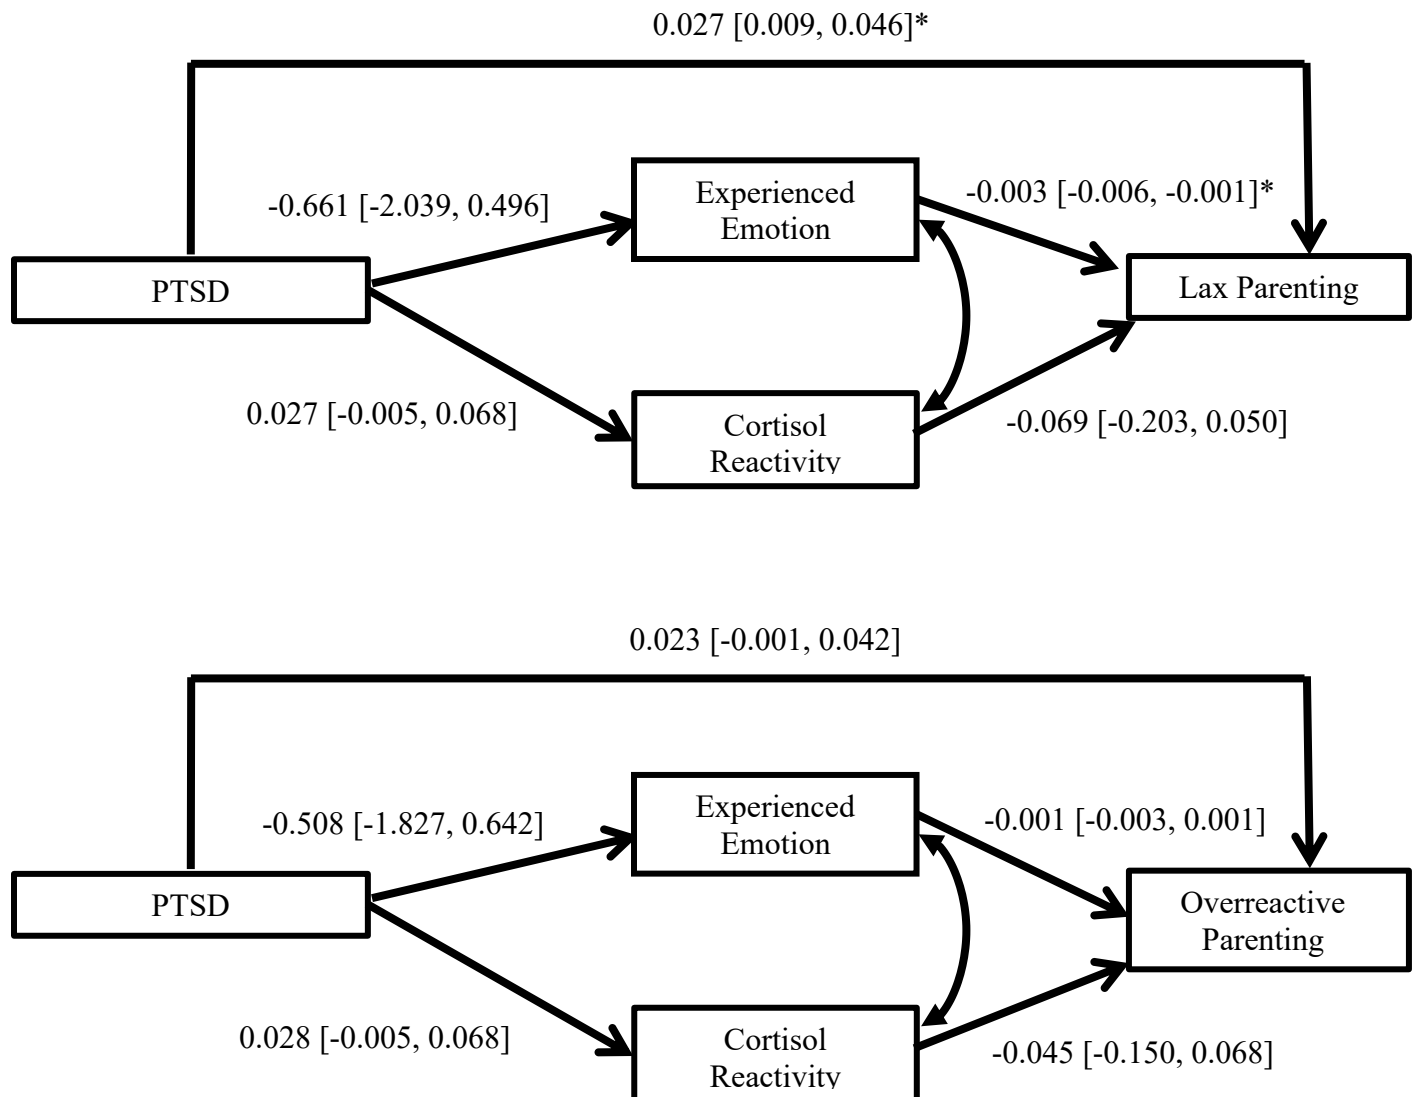 0.027 [0.009, 0.046]*
-0.661 [-2.039, 0.496]
Experienced
Emotion
-0.003 [-0.006, -0.001]*
PTSD
Lax Parenting
0.027 [-0.005, 0.068]
Cortisol
Reactivity
-0.069 [-0.203, 0.050]
0.023 [-0.001, 0.042]
-0.508 [-1.827, 0.642]
Experienced
Emotion
-0.001 [-0.003, 0.001]
PTSD
Overreactive
Parenting
0.028 [-0.005, 0.068]
Cortisol
Reactivity
-0.045 [-0.150, 0.068]